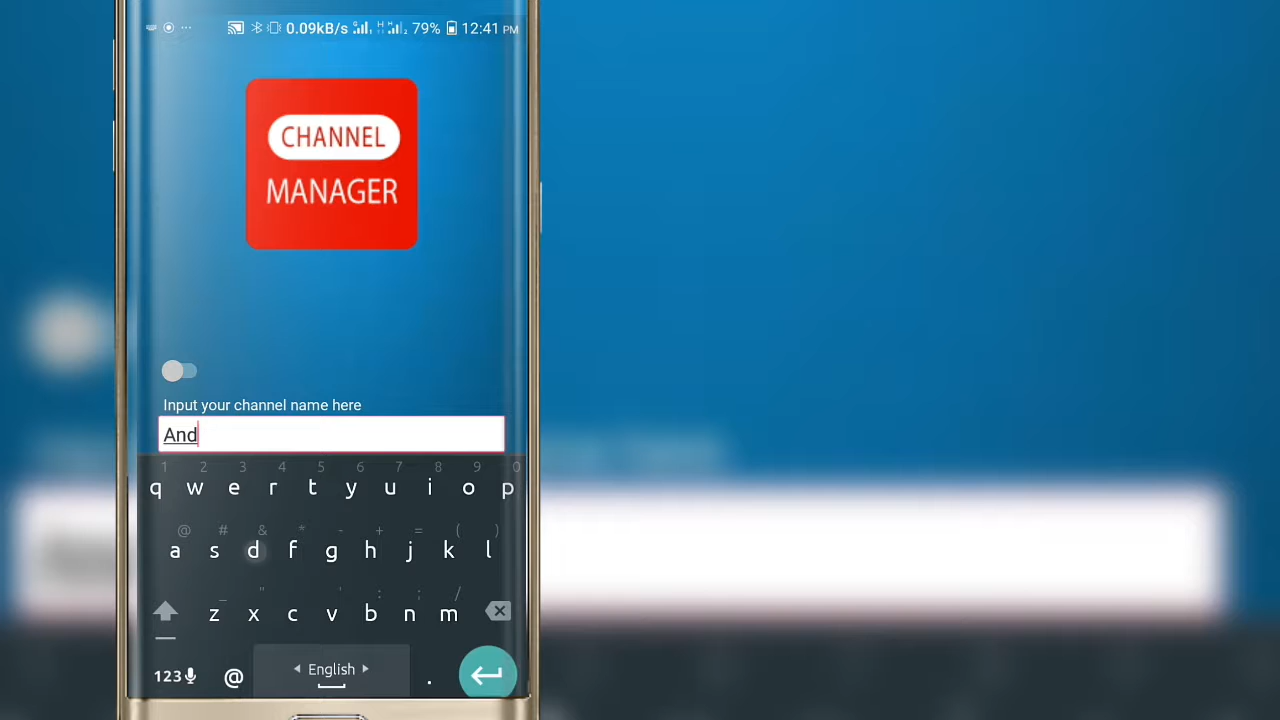 0.09kB/s 79% 12:41 PM
CHANNEL
MANAGER
Input your channel name here
And
1 2 3 4 5 6 7 8 9 0
q w e r t y u i o p
@ # & * - + = ( )
a s d f g h j k l
_ " ' : ; /
z x c v b n m
123 @ English .